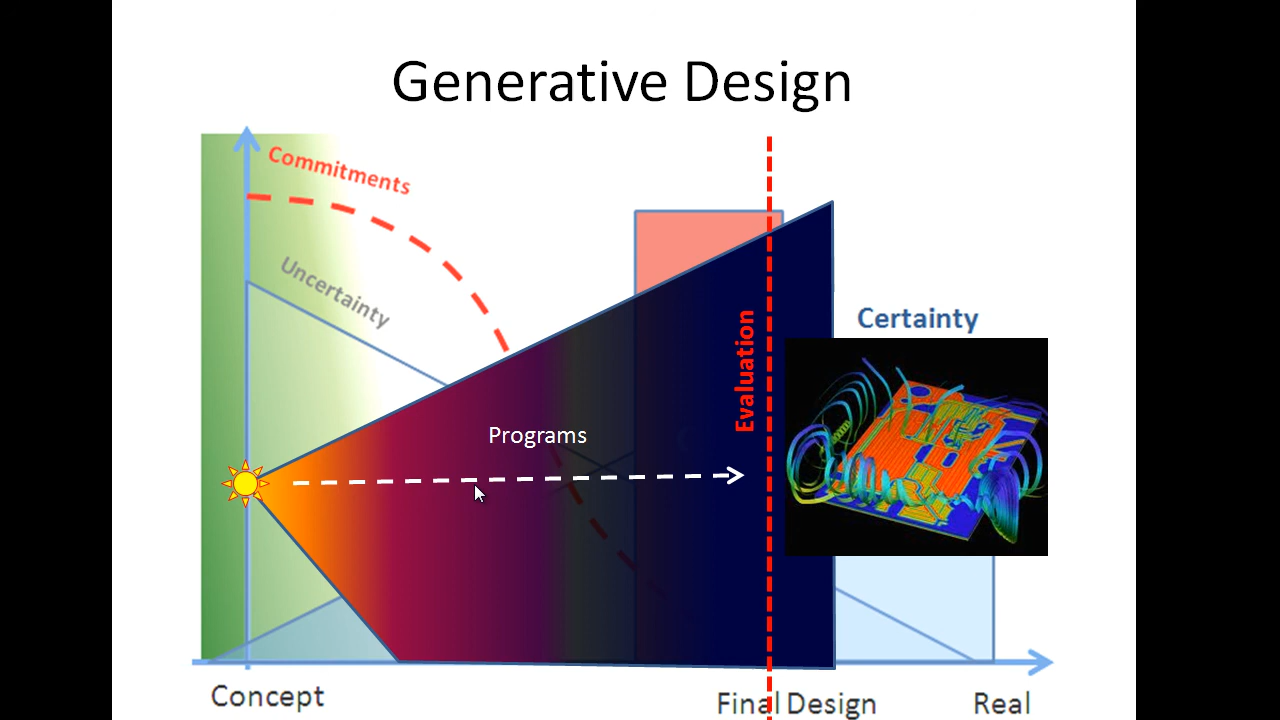 Generative Design
Commitments
Uncertainty
Certainty
Evaluation
Programs
Concept
Final Design
Real